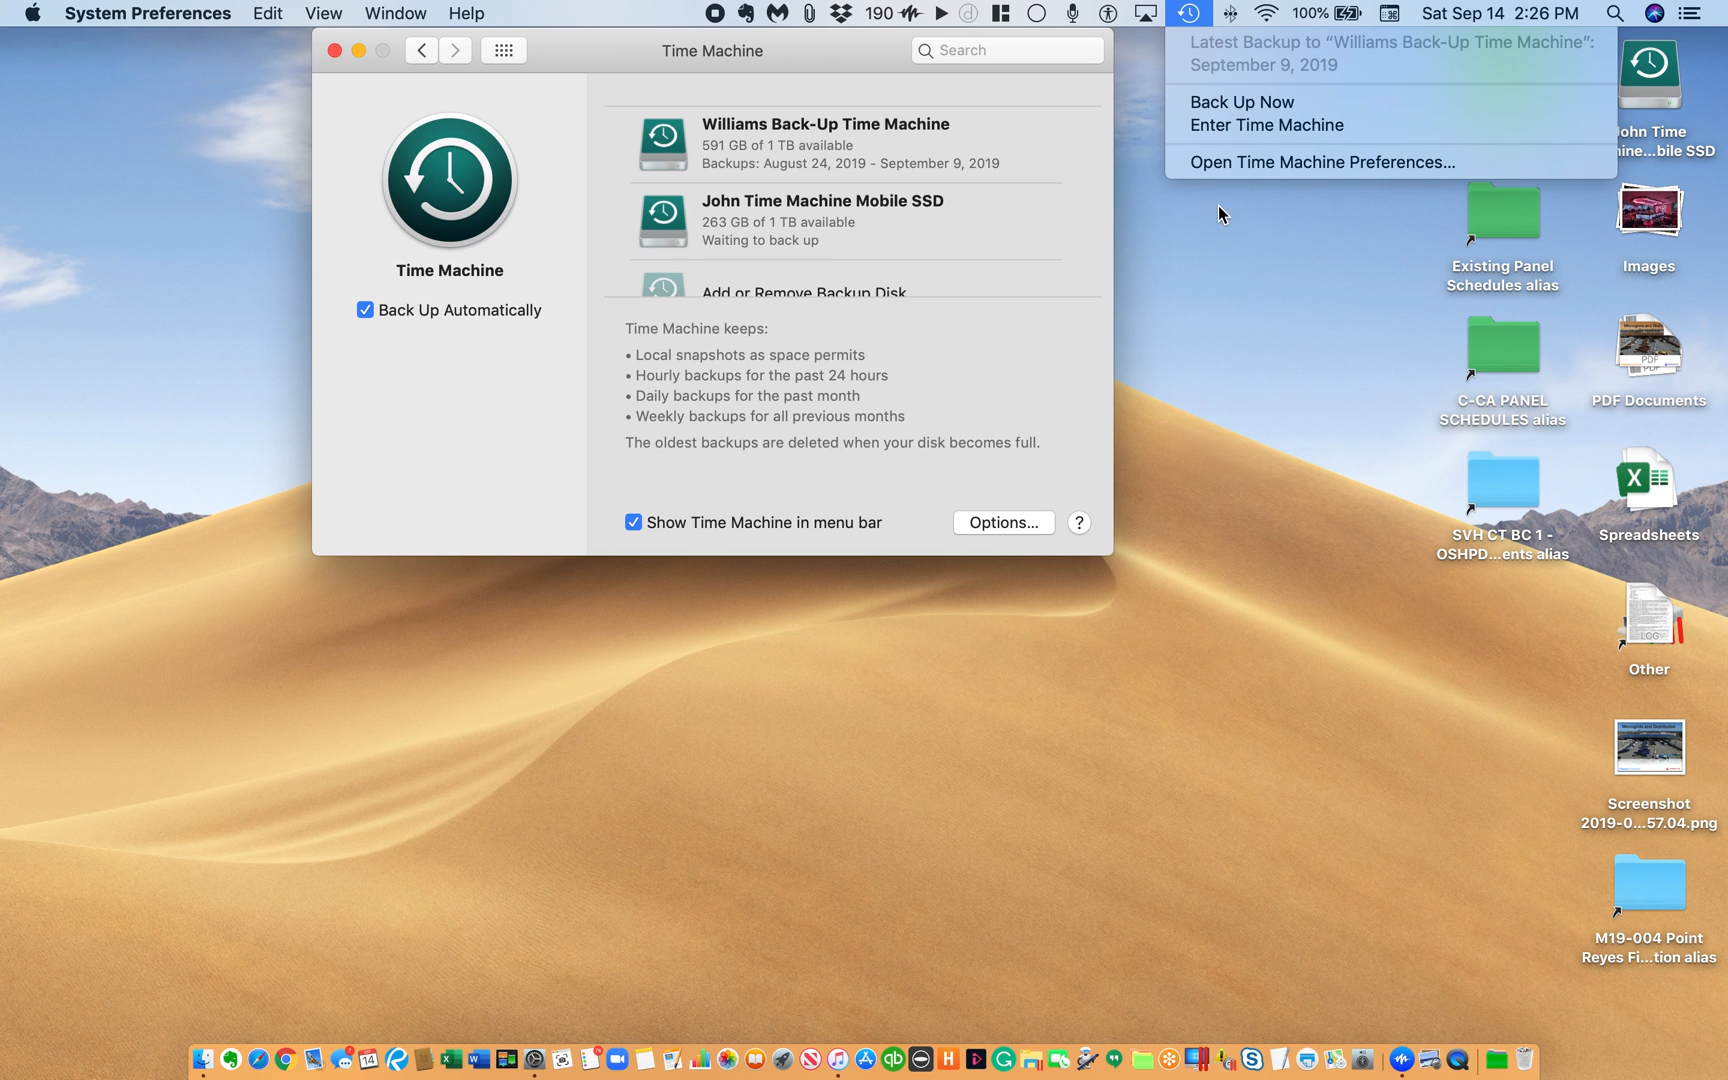 System Preferences Edit View Window Help
190
100%
Sat Sep 14 2:26 PM
Time Machine
Search
Latest Backup to “Williams Back-Up Time Machine”:
September 9, 2019
Back Up Now
Enter Time Machine
Open Time Machine Preferences...
Time Machine
Back Up Automatically
Williams Back-Up Time Machine
591 GB of 1 TB available
Backups: August 24, 2019 - September 9, 2019
John Time Machine Mobile SSD
263 GB of 1 TB available
Waiting to back up
Add or Remove Backup Disk
Time Machine keeps:
• Local snapshots as space permits
• Hourly backups for the past 24 hours
• Daily backups for the past month
• Weekly backups for all previous months
The oldest backups are deleted when your disk becomes full.
Show Time Machine in menu bar
Options...
?
John Time
...bile SSD
Existing Panel
Schedules alias
Images
C-CA PANEL
SCHEDULES alias
PDF
PDF Documents
SVH CT BC 1 -
OSHPD...ents alias
X
Spreadsheets
LOG
Other
Screenshot
2019-0...57.04.png
M19-004 Point
Reyes Fi...tion alias
14